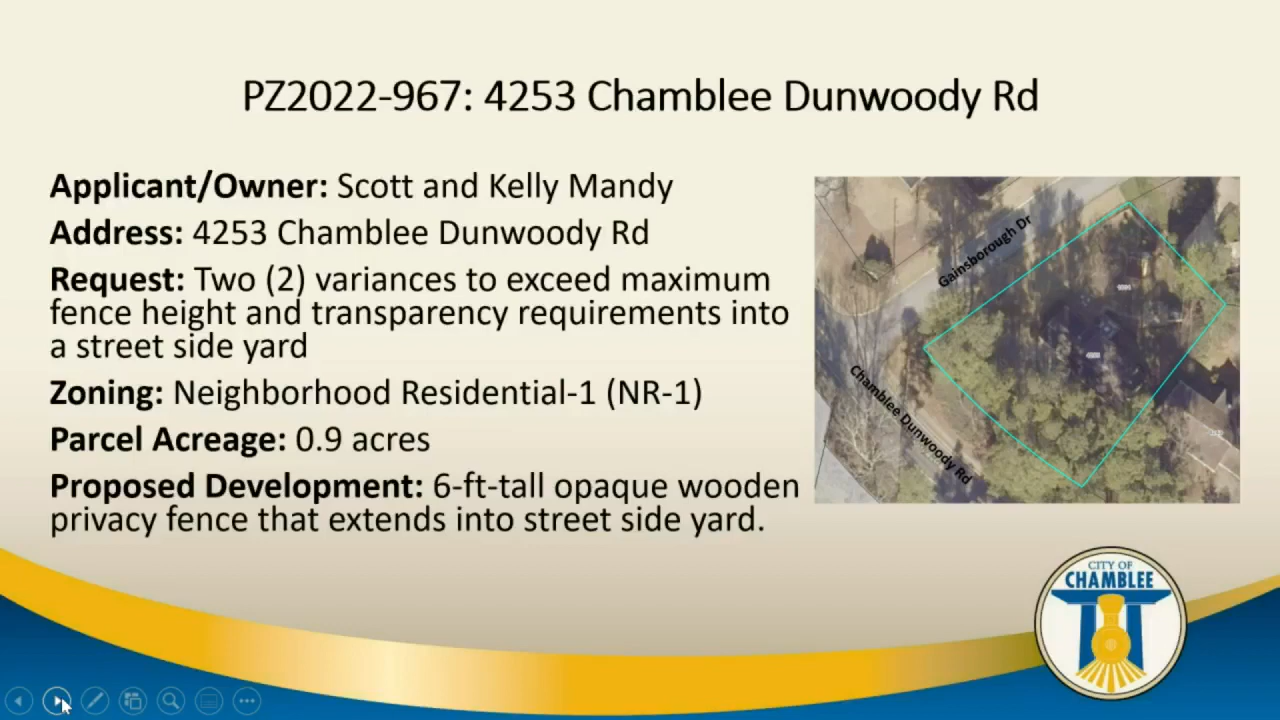 PZ2022-967: 4253 Chamblee Dunwoody Rd
Applicant/Owner: Scott and Kelly Mandy
Address: 4253 Chamblee Dunwoody Rd
Request: Two (2) variances to exceed maximum
fence height and transparency requirements into
a street side yard
Zoning: Neighborhood Residential-1 (NR-1)
Parcel Acreage: 0.9 acres
Proposed Development: 6-ft-tall opaque wooden
privacy fence that extends into street side yard.
Gainsborough Dr
Chamblee Dunwoody Rd
CITY OF
CHAMBLEE